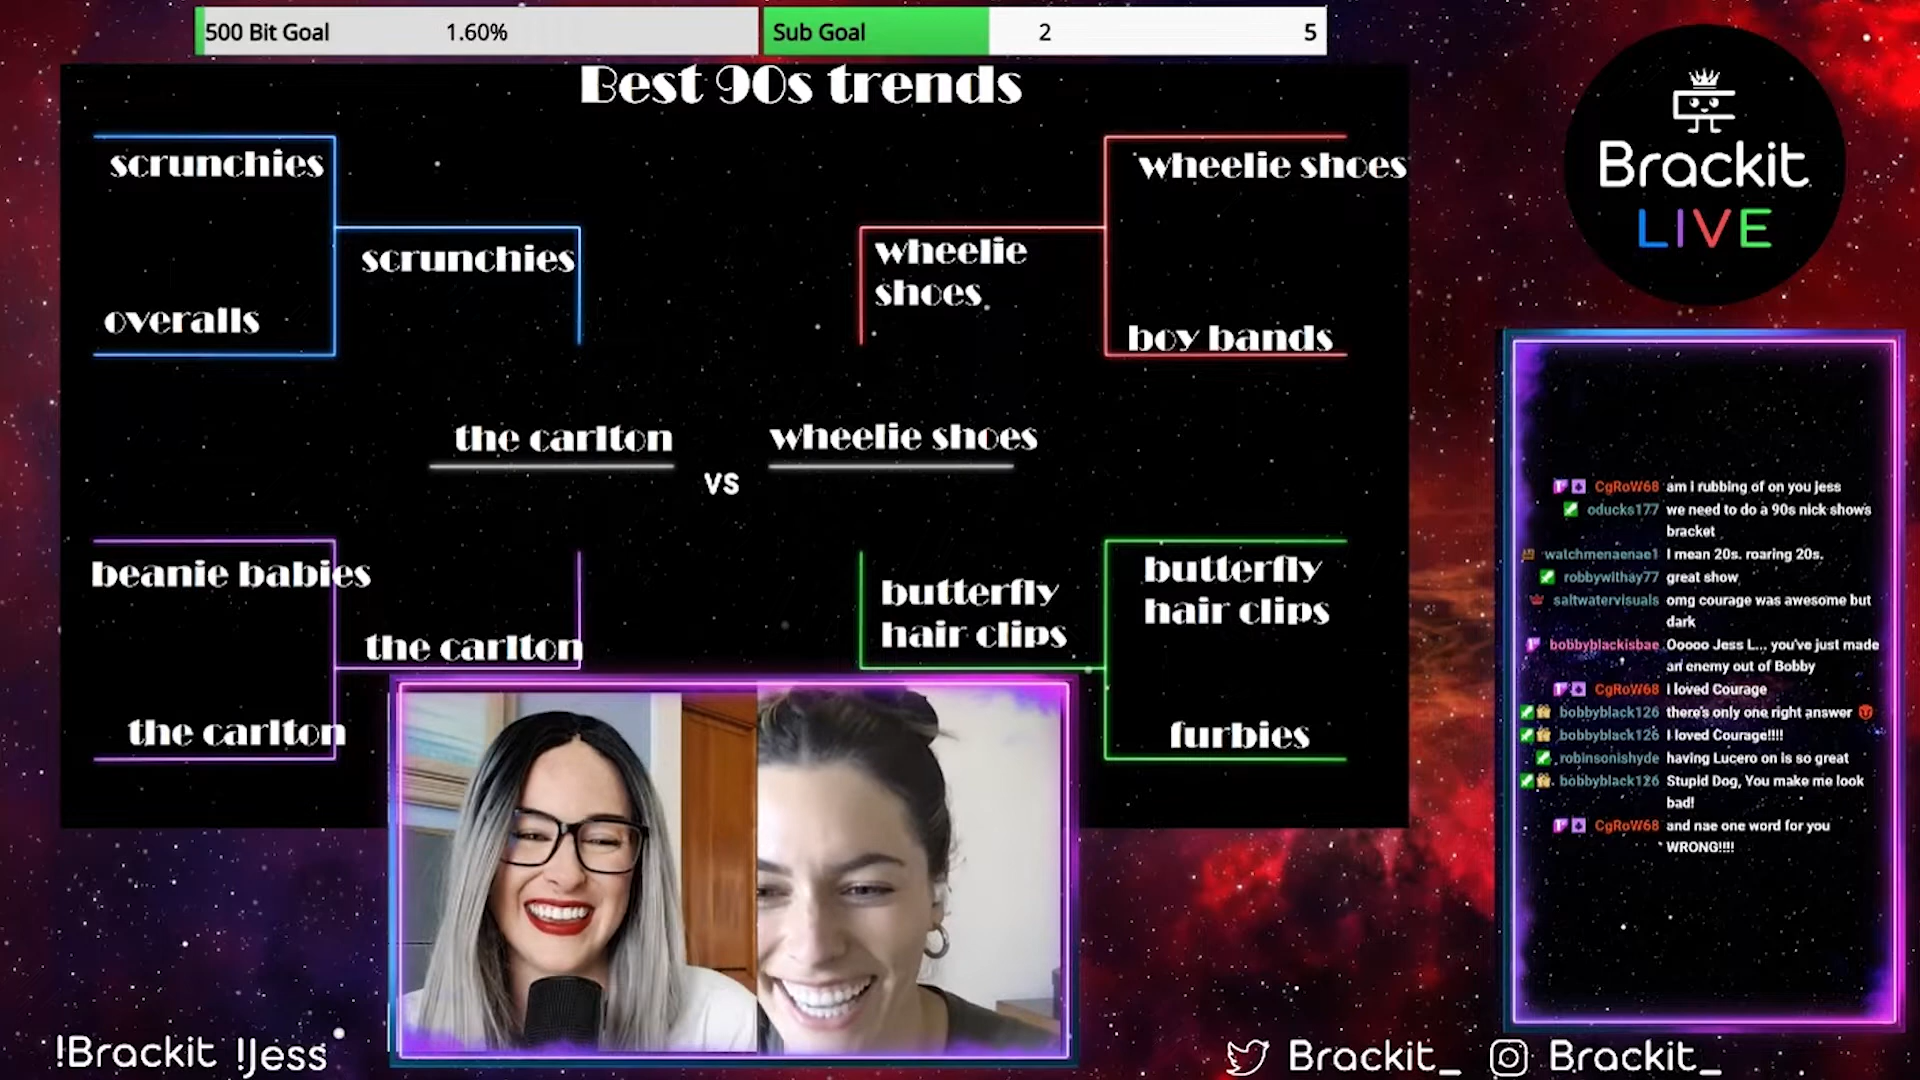 500 Bit Goal 1.60%
Sub Goal 2 5
Best 90s trends
scrunchies
overalls
scrunchies
beanie babies
the carlton
the carlton
the carlton
vs
wheelie shoes
wheelie
shoes
wheelie shoes
boy bands
butterfly
hair clips
butterfly
hair clips
furbies
Brackit
LIVE
CgRoW68 am i rubbing of on you jess
oducks177 we need to do a 90s nick shows
bracket
watchmenaenae1 I mean 20s. roaring 20s.
robbywithay77 great show
saltwatervisuals omg courage was awesome but
dark
bobbyblackisbae Ooooo Jess L... you've just made
an enemy out of Bobby
CgRoW68 I loved Courage
bobbyblack126 there's only one right answer
bobbyblack126 I loved Courage!!!!
robinsonishyde having Lucero on is so great
bobbyblack126 Stupid Dog, You make me look
bad!
CgRoW68 and nae one word for you
WRONG!!!!
!Brackit !Jess
Brackit_ Brackit_